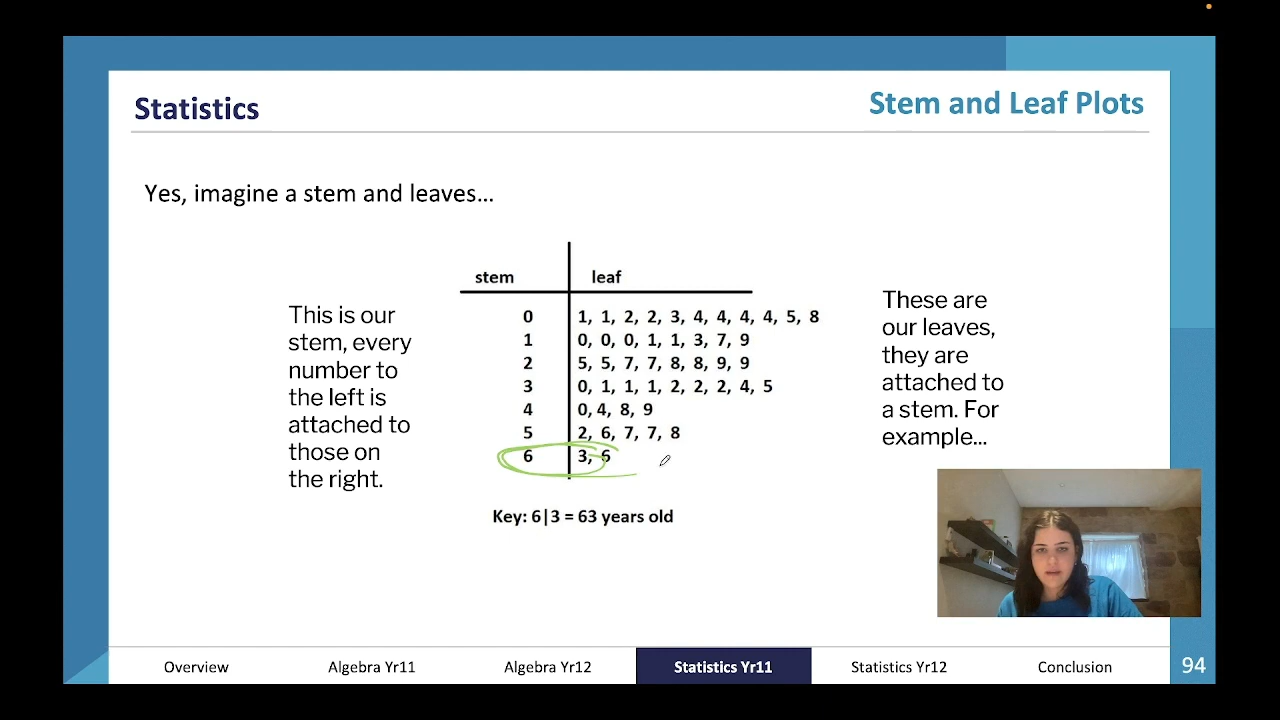 Statistics
Stem and Leaf Plots
Yes, imagine a stem and leaves...
This is our
stem, every
number to
the left is
attached to
those on
the right.
stem leaf
0 1, 1, 2, 2, 3, 4, 4, 4, 4, 5, 8
1 0, 0, 0, 1, 1, 3, 7, 9
2 5, 5, 7, 7, 8, 8, 9, 9
3 0, 1, 1, 1, 2, 2, 2, 4, 5
4 0, 4, 8, 9
5 2, 6, 7, 7, 8
6 3, 6
Key: 6|3 = 63 years old
These are
our leaves,
they are
attached to
a stem. For
example...
Overview Algebra Yr11 Algebra Yr12 Statistics Yr11 Statistics Yr12 Conclusion 94